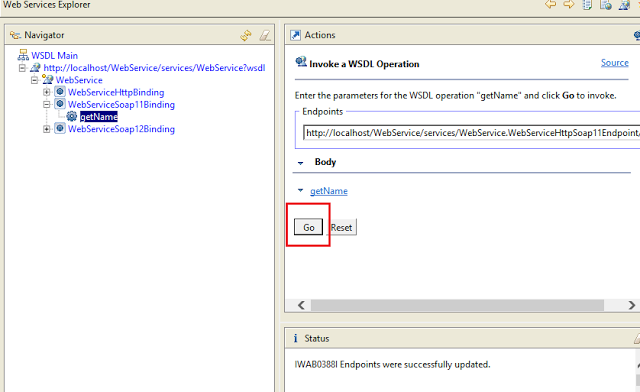 Web Services Explorer
Navigator
WSDL Main
http://localhost/WebService/services/WebService?wsdl
WebService
WebServiceHttpBinding
WebServiceSoap11Binding
getName
WebServiceSoap12Binding
Actions
Invoke a WSDL Operation
Source
Enter the parameters for the WSDL operation "getName" and click Go to invoke.
Endpoints
http://localhost/WebService/services/WebService.WebServiceHttpSoap11Endpoint/
Body
getName
Go
Reset
i Status
IWAB0388I Endpoints were successfully updated.